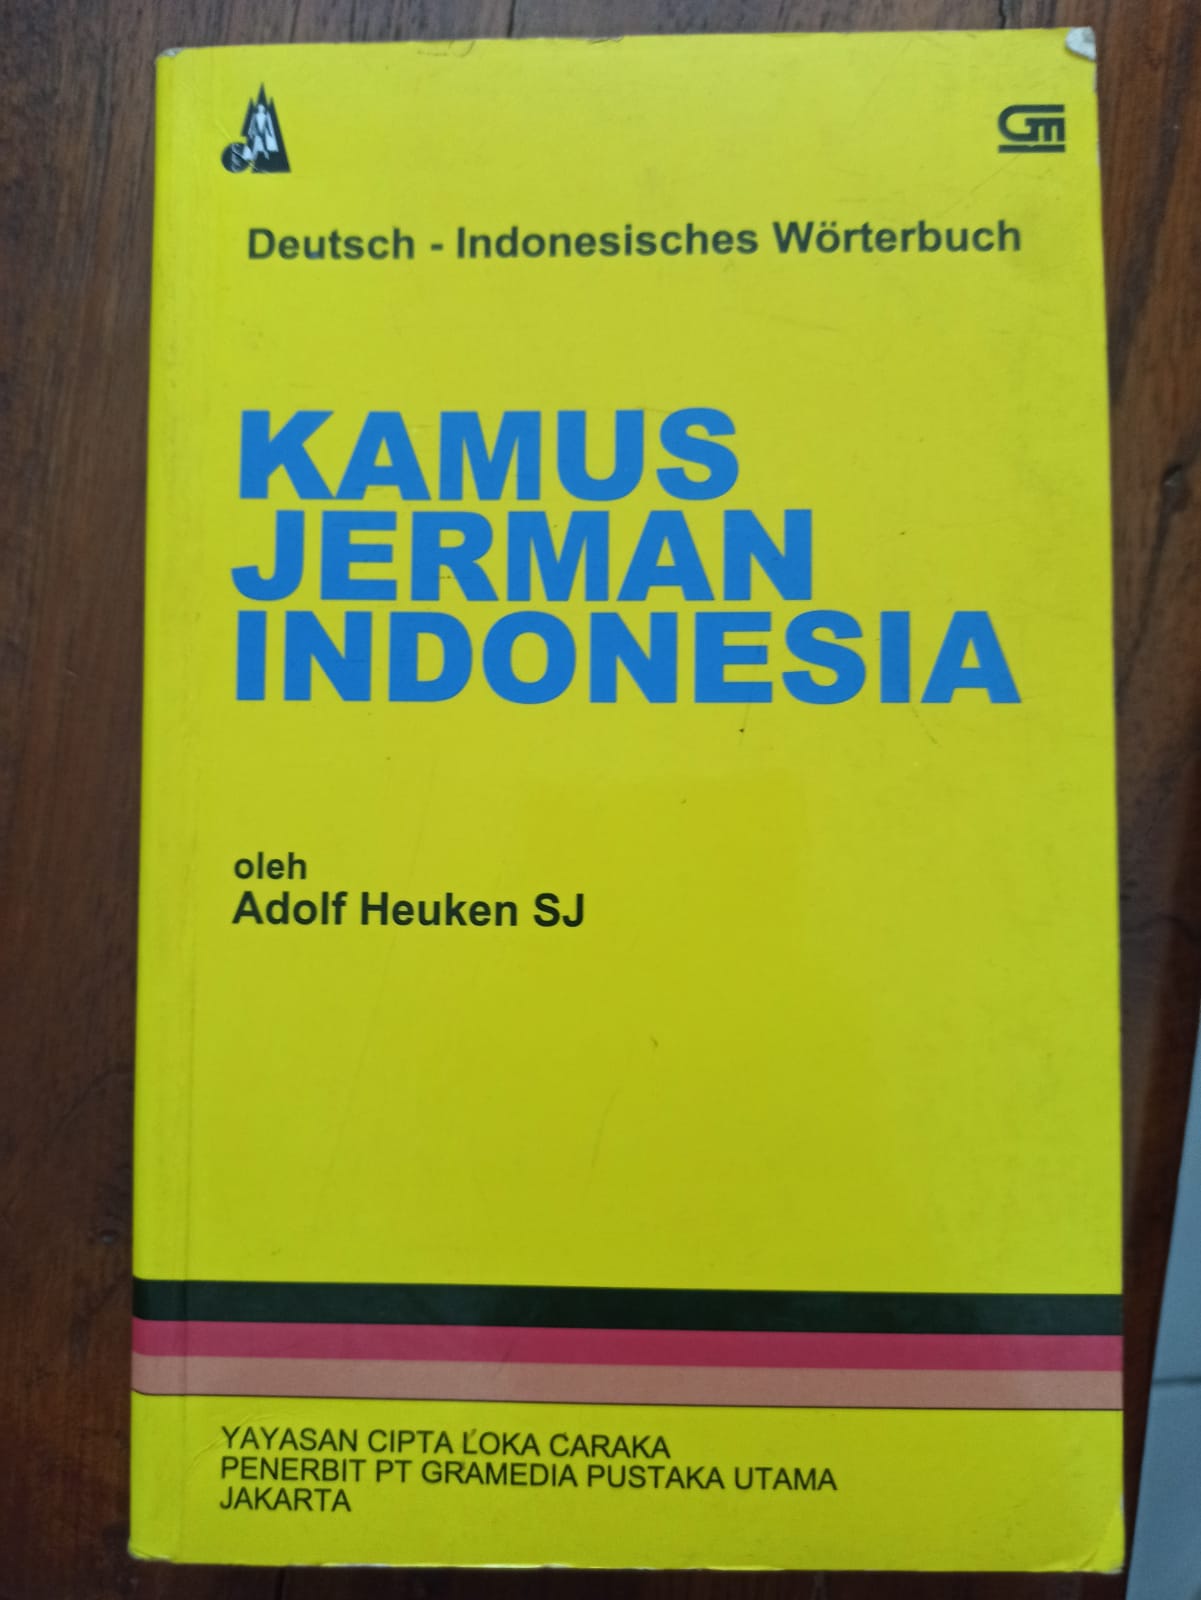 GM
Deutsch - Indonesisches Wörterbuch
KAMUS
JERMAN
INDONESIA
oleh
Adolf Heuken SJ
YAYASAN CIPTA LOKA CARAKA
PENERBIT PT GRAMEDIA PUSTAKA UTAMA
JAKARTA